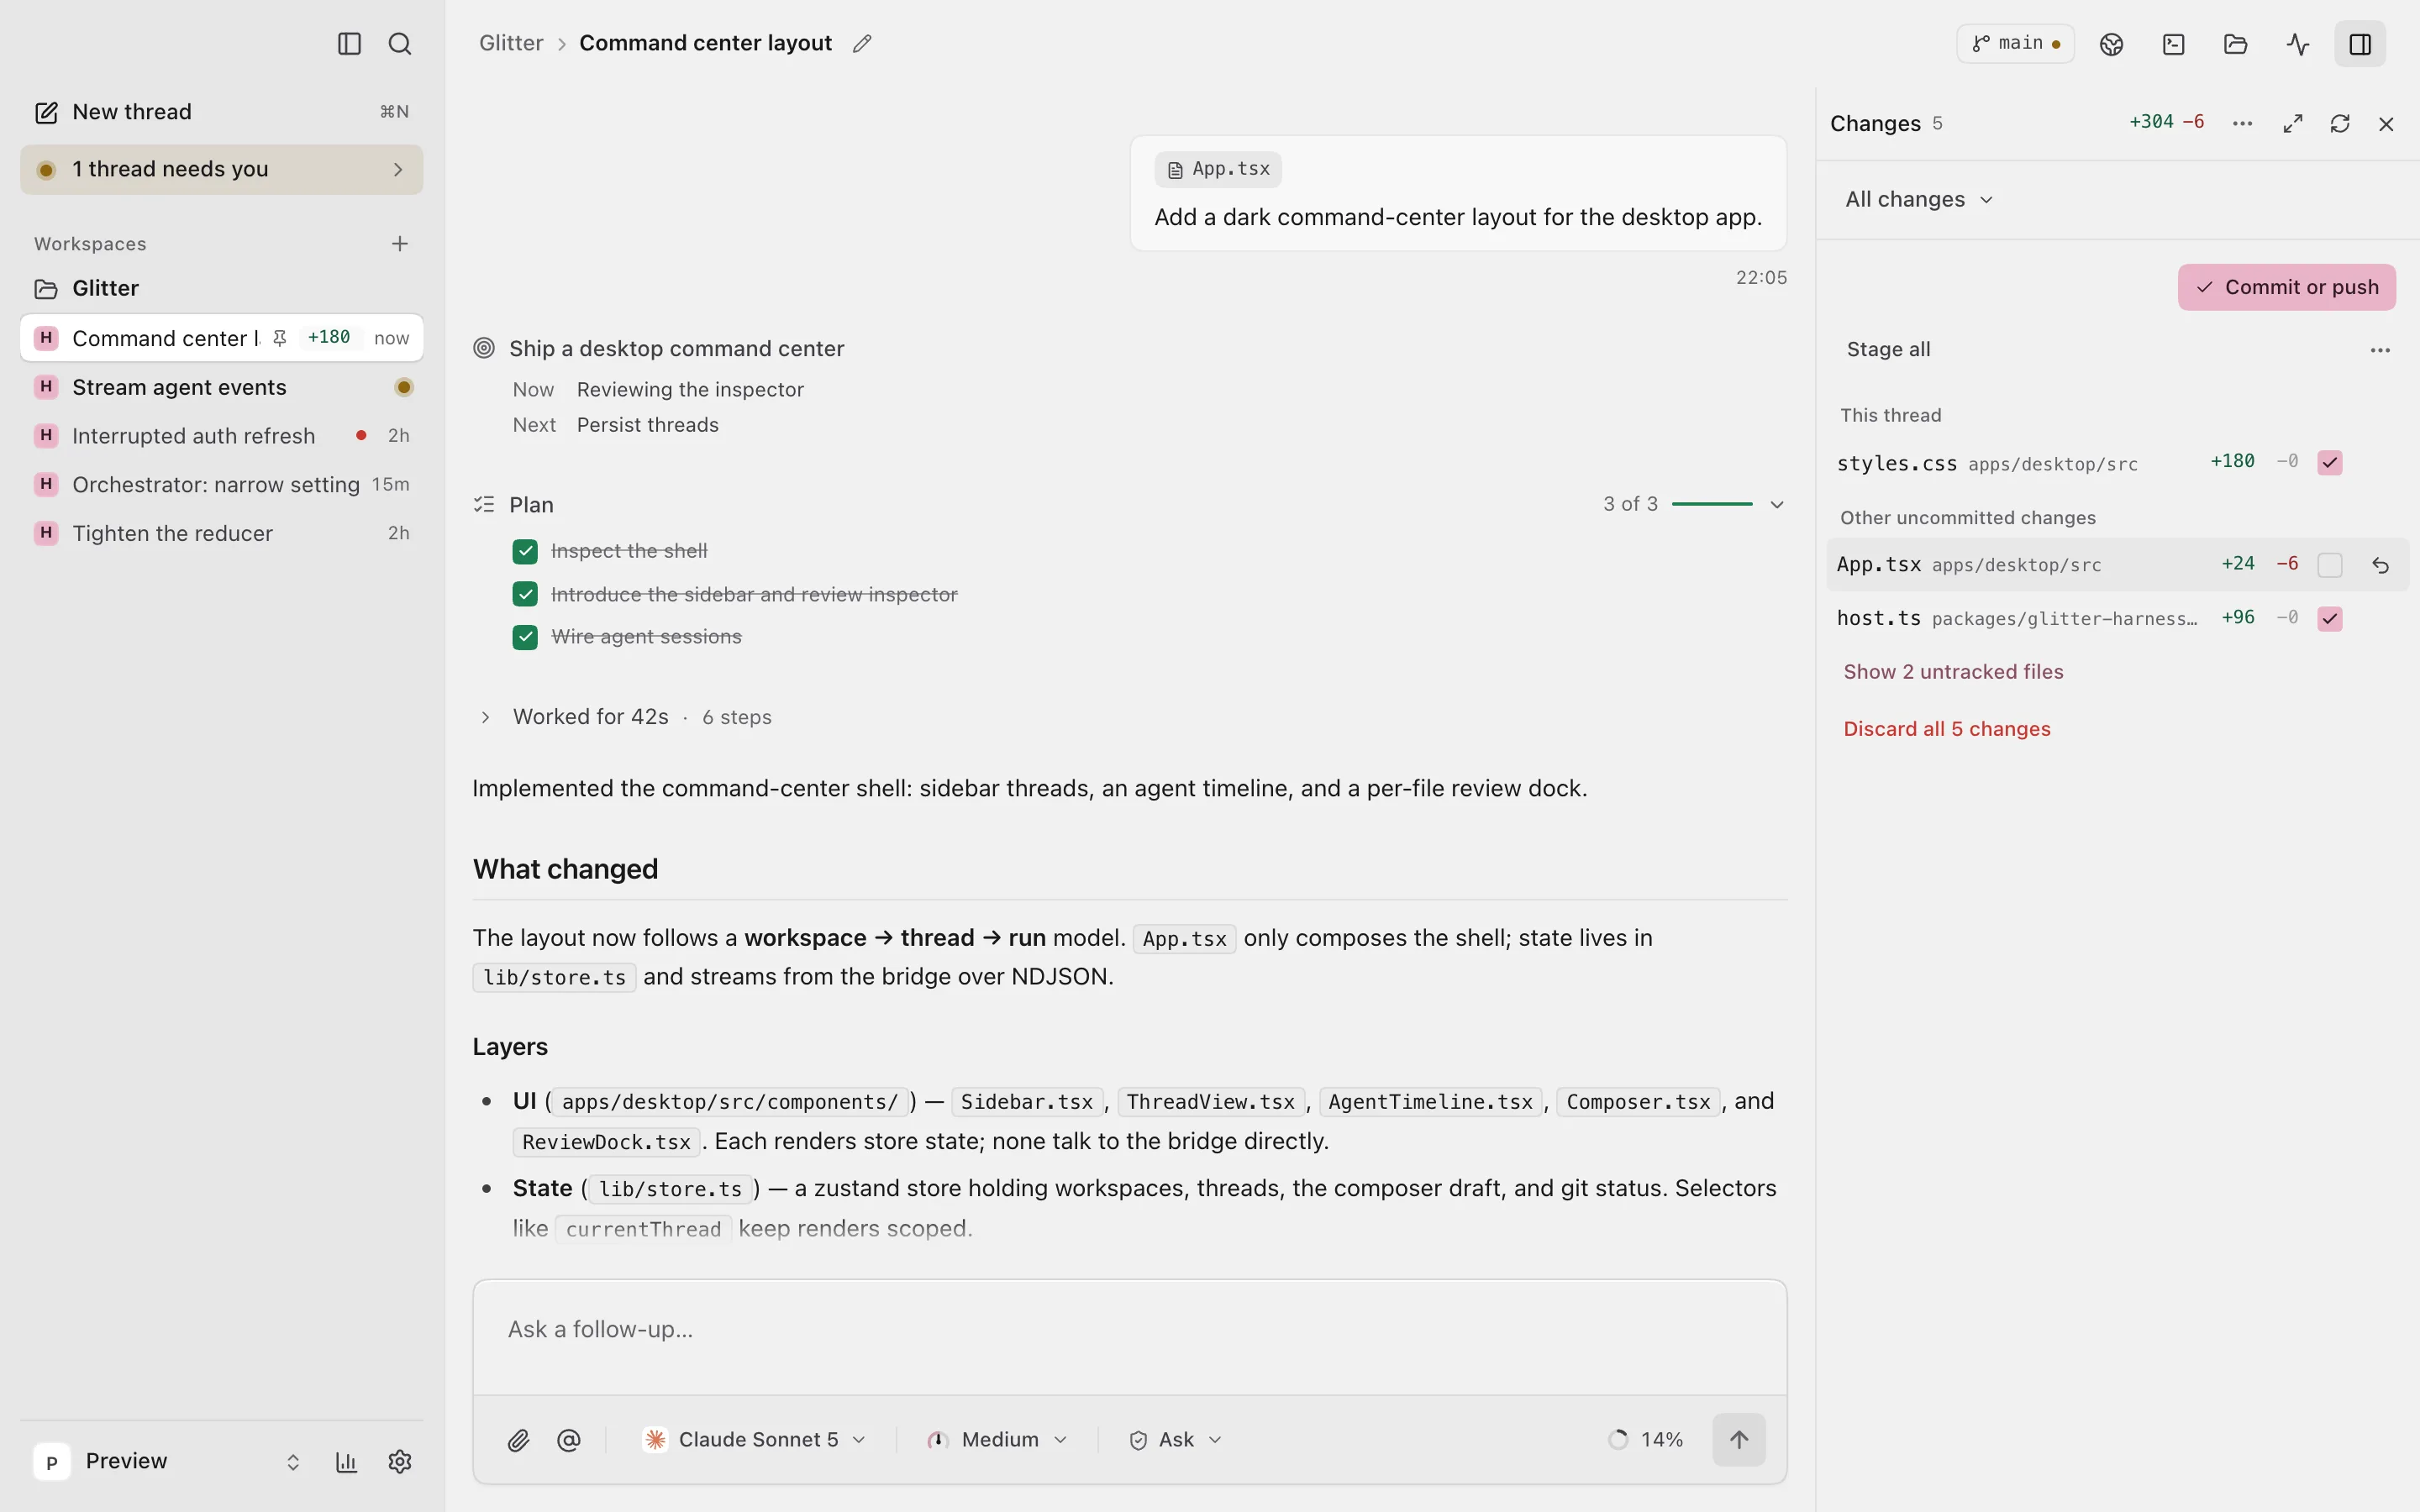 New thread ⌘N
1 thread needs you
Workspaces
Glitter
H Command center l +180 now
H Stream agent events
H Interrupted auth refresh 2h
H Orchestrator: narrow setting 15m
H Tighten the reducer 2h
P Preview
Glitter > Command center layout
main
App.tsx
Add a dark command-center layout for the desktop app.
22:05
Ship a desktop command center
Now Reviewing the inspector
Next Persist threads
Plan 3 of 3
Inspect the shell
Introduce the sidebar and review inspector
Wire agent sessions
Worked for 42s · 6 steps
Implemented the command-center shell: sidebar threads, an agent timeline, and a per-file review dock.
What changed
The layout now follows a workspace → thread → run model. App.tsx only composes the shell; state lives in
lib/store.ts and streams from the bridge over NDJSON.
Layers
• UI (apps/desktop/src/components/) — Sidebar.tsx, ThreadView.tsx, AgentTimeline.tsx, Composer.tsx, and
ReviewDock.tsx. Each renders store state; none talk to the bridge directly.
• State (lib/store.ts) — a zustand store holding workspaces, threads, the composer draft, and git status. Selectors
like currentThread keep renders scoped.
Ask a follow-up...
Claude Sonnet 5 Medium Ask 14%
Changes 5 +304 −6
All changes
Commit or push
Stage all
This thread
styles.css apps/desktop/src +180 −0
Other uncommitted changes
App.tsx apps/desktop/src +24 −6
host.ts packages/glitter-harness… +96 −0
Show 2 untracked files
Discard all 5 changes